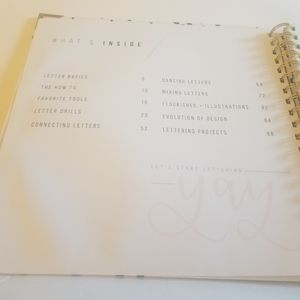 WHAT'S INSIDE
LETTER BASICS
THE HOW TO
FAVORITE TOOLS
LETTER DRILLS
CONNECTING LETTERS 52
DANCING LETTERS
MIXING LETTERS
FLOURISHES + ILLUSTRATIONS
EVOLUTION OF DESIGN
LETTERING PROJECTS
LET'S START LETTERING
yay